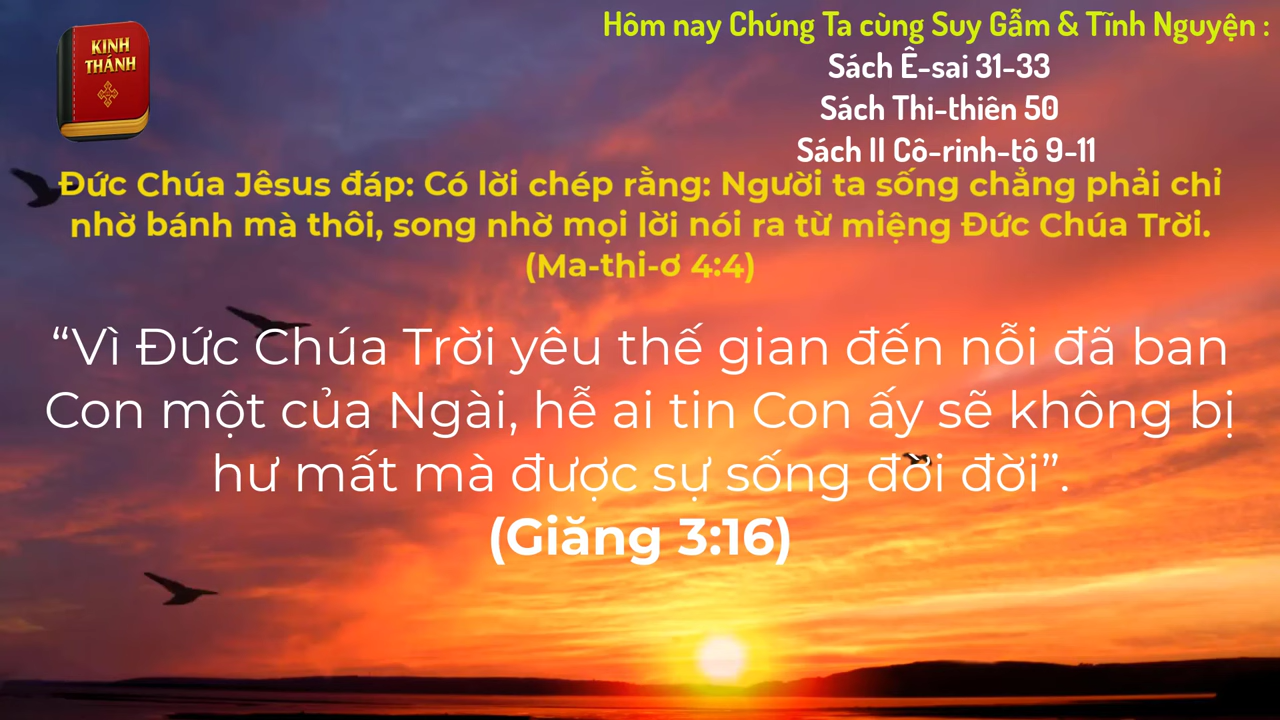 KINH
THÁNH
Hôm nay Chúng Ta cùng Suy Gẫm & Tĩnh Nguyện :
Sách Ê-sai 31-33
Sách Thi-thiên 50
Sách II Cô-rinh-tô 9-11
Đức Chúa Jêsus đáp: Có lời chép rằng: Người ta sống chẳng phải chỉ
nhờ bánh mà thôi, song nhờ mọi lời nói ra từ miệng Đức Chúa Trời.
(Ma-thi-ơ 4:4)
“Vì Đức Chúa Trời yêu thế gian đến nỗi đã ban
Con một của Ngài, hễ ai tin Con ấy sẽ không bị
hư mất mà được sự sống đời đời”.
(Giăng 3:16)